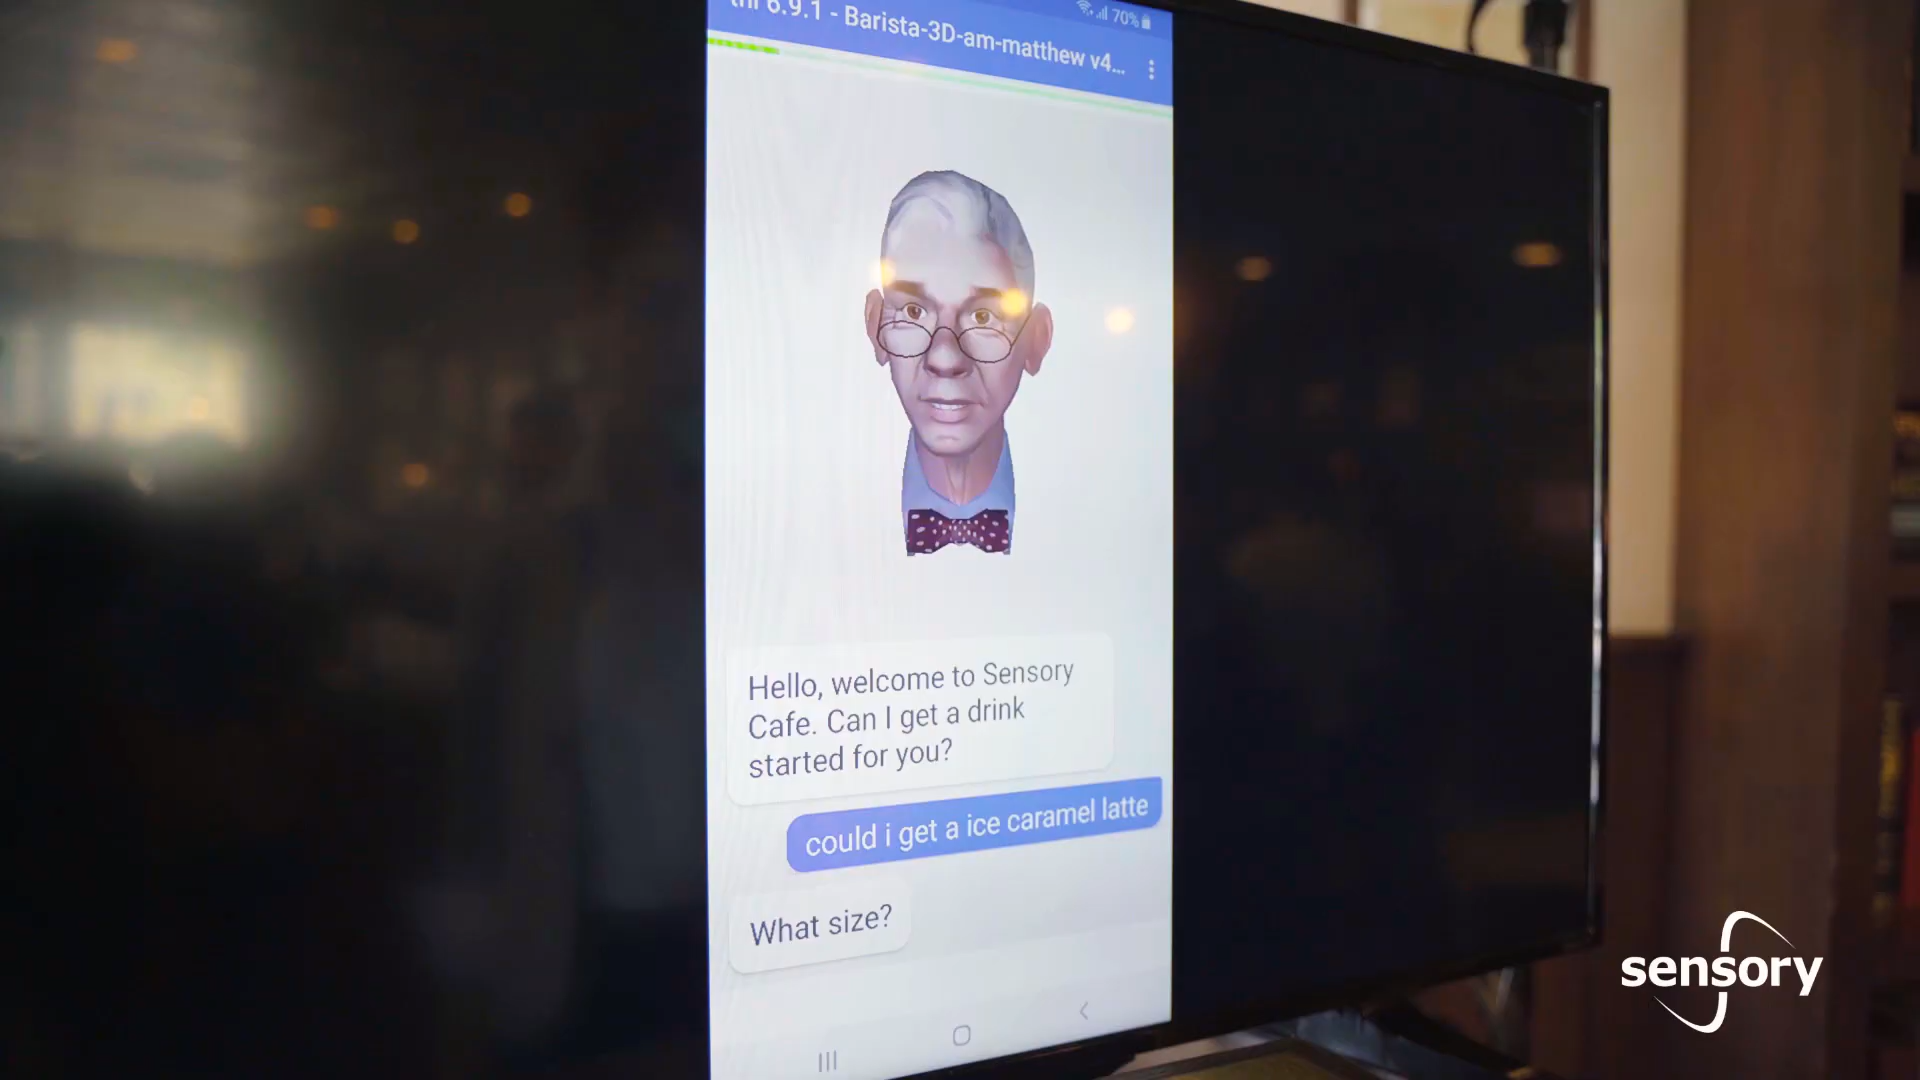 6.9.1 - Barista-3D-am-matthew v4...
70%
Hello, welcome to Sensory
Cafe. Can I get a drink
started for you?
could i get a ice caramel latte
What size?
sensory